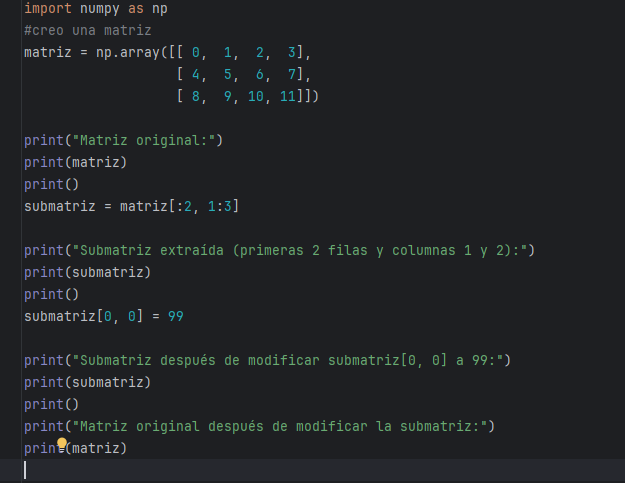 import numpy as np
#creo una matriz
matriz = np.array([[ 0,  1,  2,  3],
                   [ 4,  5,  6,  7],
                   [ 8,  9, 10, 11]])
print("Matriz original:")
print(matriz)
print()
submatriz = matriz[:2, 1:3]
print("Submatriz extraída (primeras 2 filas y columnas 1 y 2):")
print(submatriz)
print()
submatriz[0, 0] = 99
print("Submatriz después de modificar submatriz[0, 0] a 99:")
print(submatriz)
print()
print("Matriz original después de modificar la submatriz:")
print(matriz)